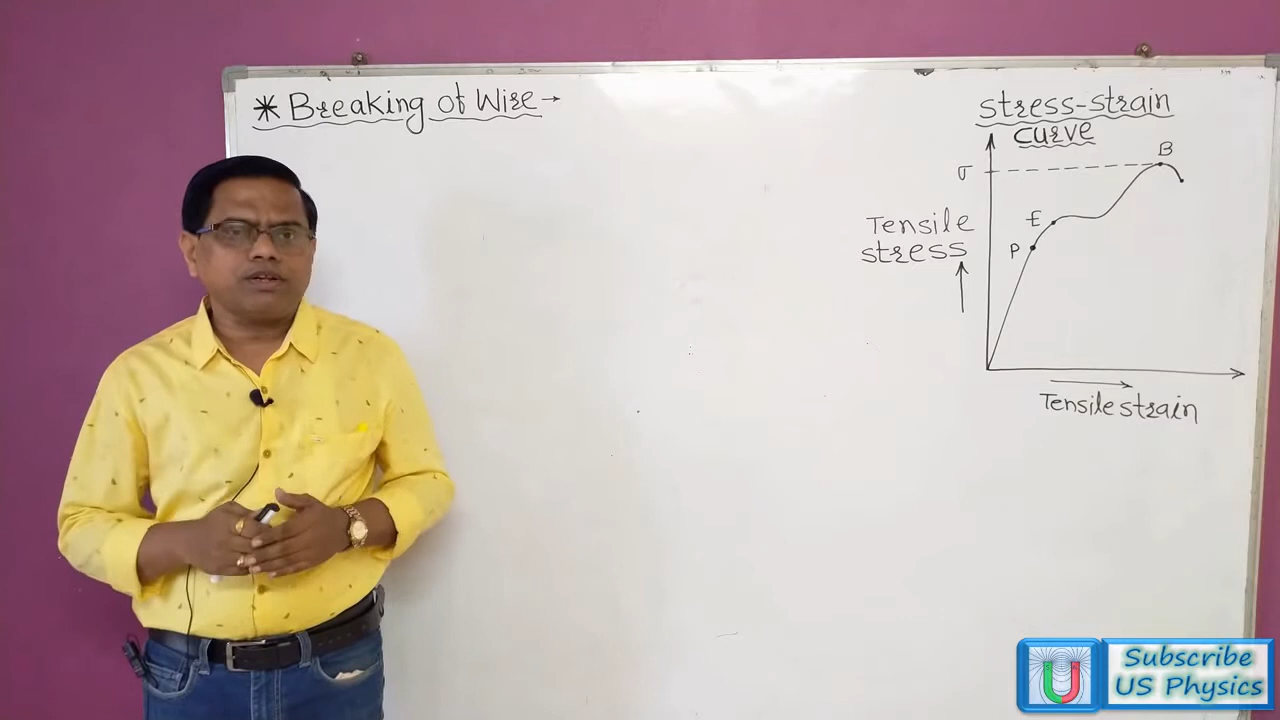 * Breaking of Wire →
stress-strain
curve
B
σ
E
P
Tensile
stress
Tensile strain
Subscribe
US Physics